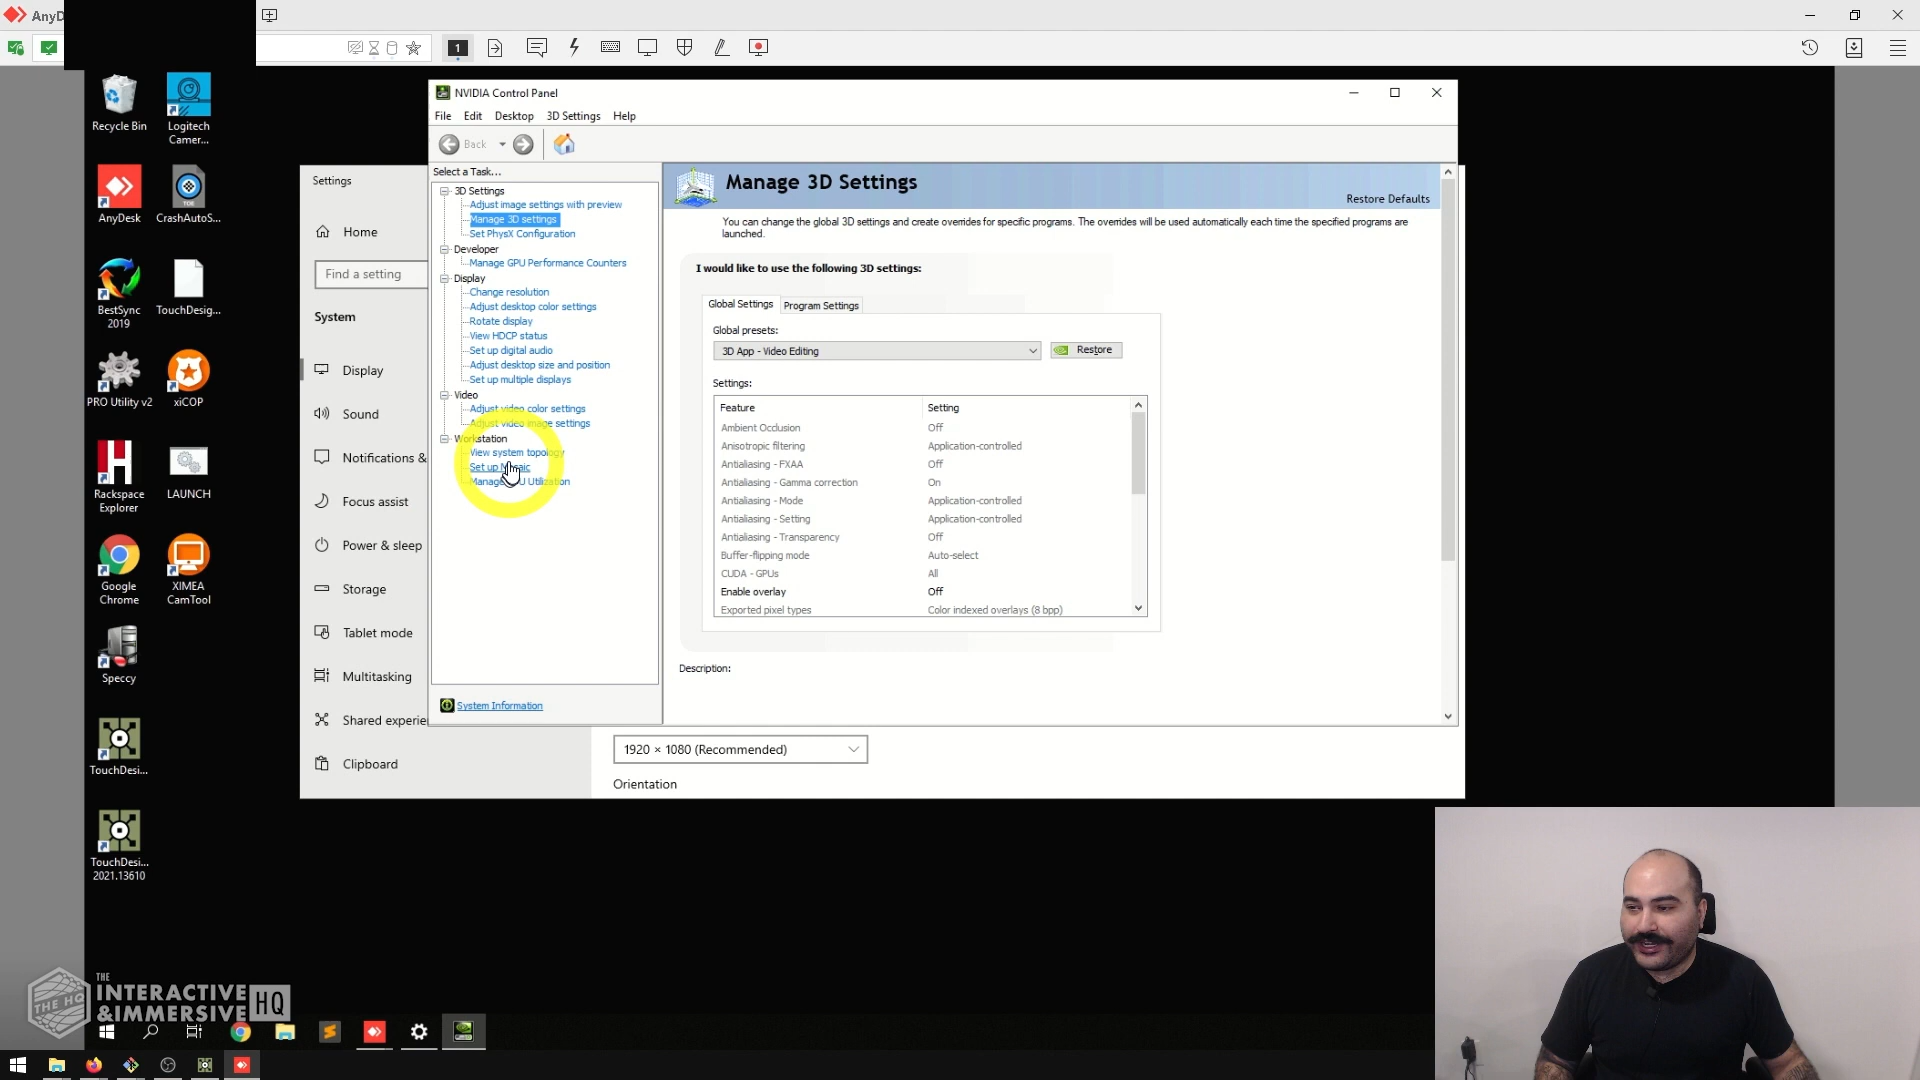 AnyD
1
Recycle Bin
Logitech
Camer...
AnyDesk
CrashAutoS...
BestSync
2019
TouchDesig...
PRO Utility v2
xiCOP
Rackspace
Explorer
LAUNCH
Google
Chrome
XIMEA
CamTool
Speccy
TouchDesi...
TouchDesi...
2021.13610
Settings
Home
Find a setting
System
Display
Sound
Notifications &
Focus assist
Power & sleep
Storage
Tablet mode
Multitasking
Shared experie
Clipboard
NVIDIA Control Panel
File Edit Desktop 3D Settings Help
Back
Select a Task...
3D Settings
Adjust image settings with preview
Manage 3D settings
Set PhysX Configuration
Developer
Manage GPU Performance Counters
Display
Change resolution
Adjust desktop color settings
Rotate display
View HDCP status
Set up digital audio
Adjust desktop size and position
Set up multiple displays
Video
Adjust video color settings
Adjust video image settings
Workstation
View system topology
Set up Mosaic
Manage GPU Utilization
System Information
Manage 3D Settings
Restore Defaults
You can change the global 3D settings and create overrides for specific programs. The overrides will be used automatically each time the specified programs are
launched.
I would like to use the following 3D settings:
Global Settings Program Settings
Global presets:
3D App - Video Editing
Restore
Settings:
Feature Setting
Ambient Occlusion Off
Anisotropic filtering Application-controlled
Antialiasing - FXAA Off
Antialiasing - Gamma correction On
Antialiasing - Mode Application-controlled
Antialiasing - Setting Application-controlled
Antialiasing - Transparency Off
Buffer-flipping mode Auto-select
CUDA - GPUs All
Enable overlay Off
Exported pixel types Color indexed overlays (8 bpp)
Description:
1920 × 1080 (Recommended)
Orientation
THE HQ
THE
INTERACTIVE
&IMMERSIVE
HQ